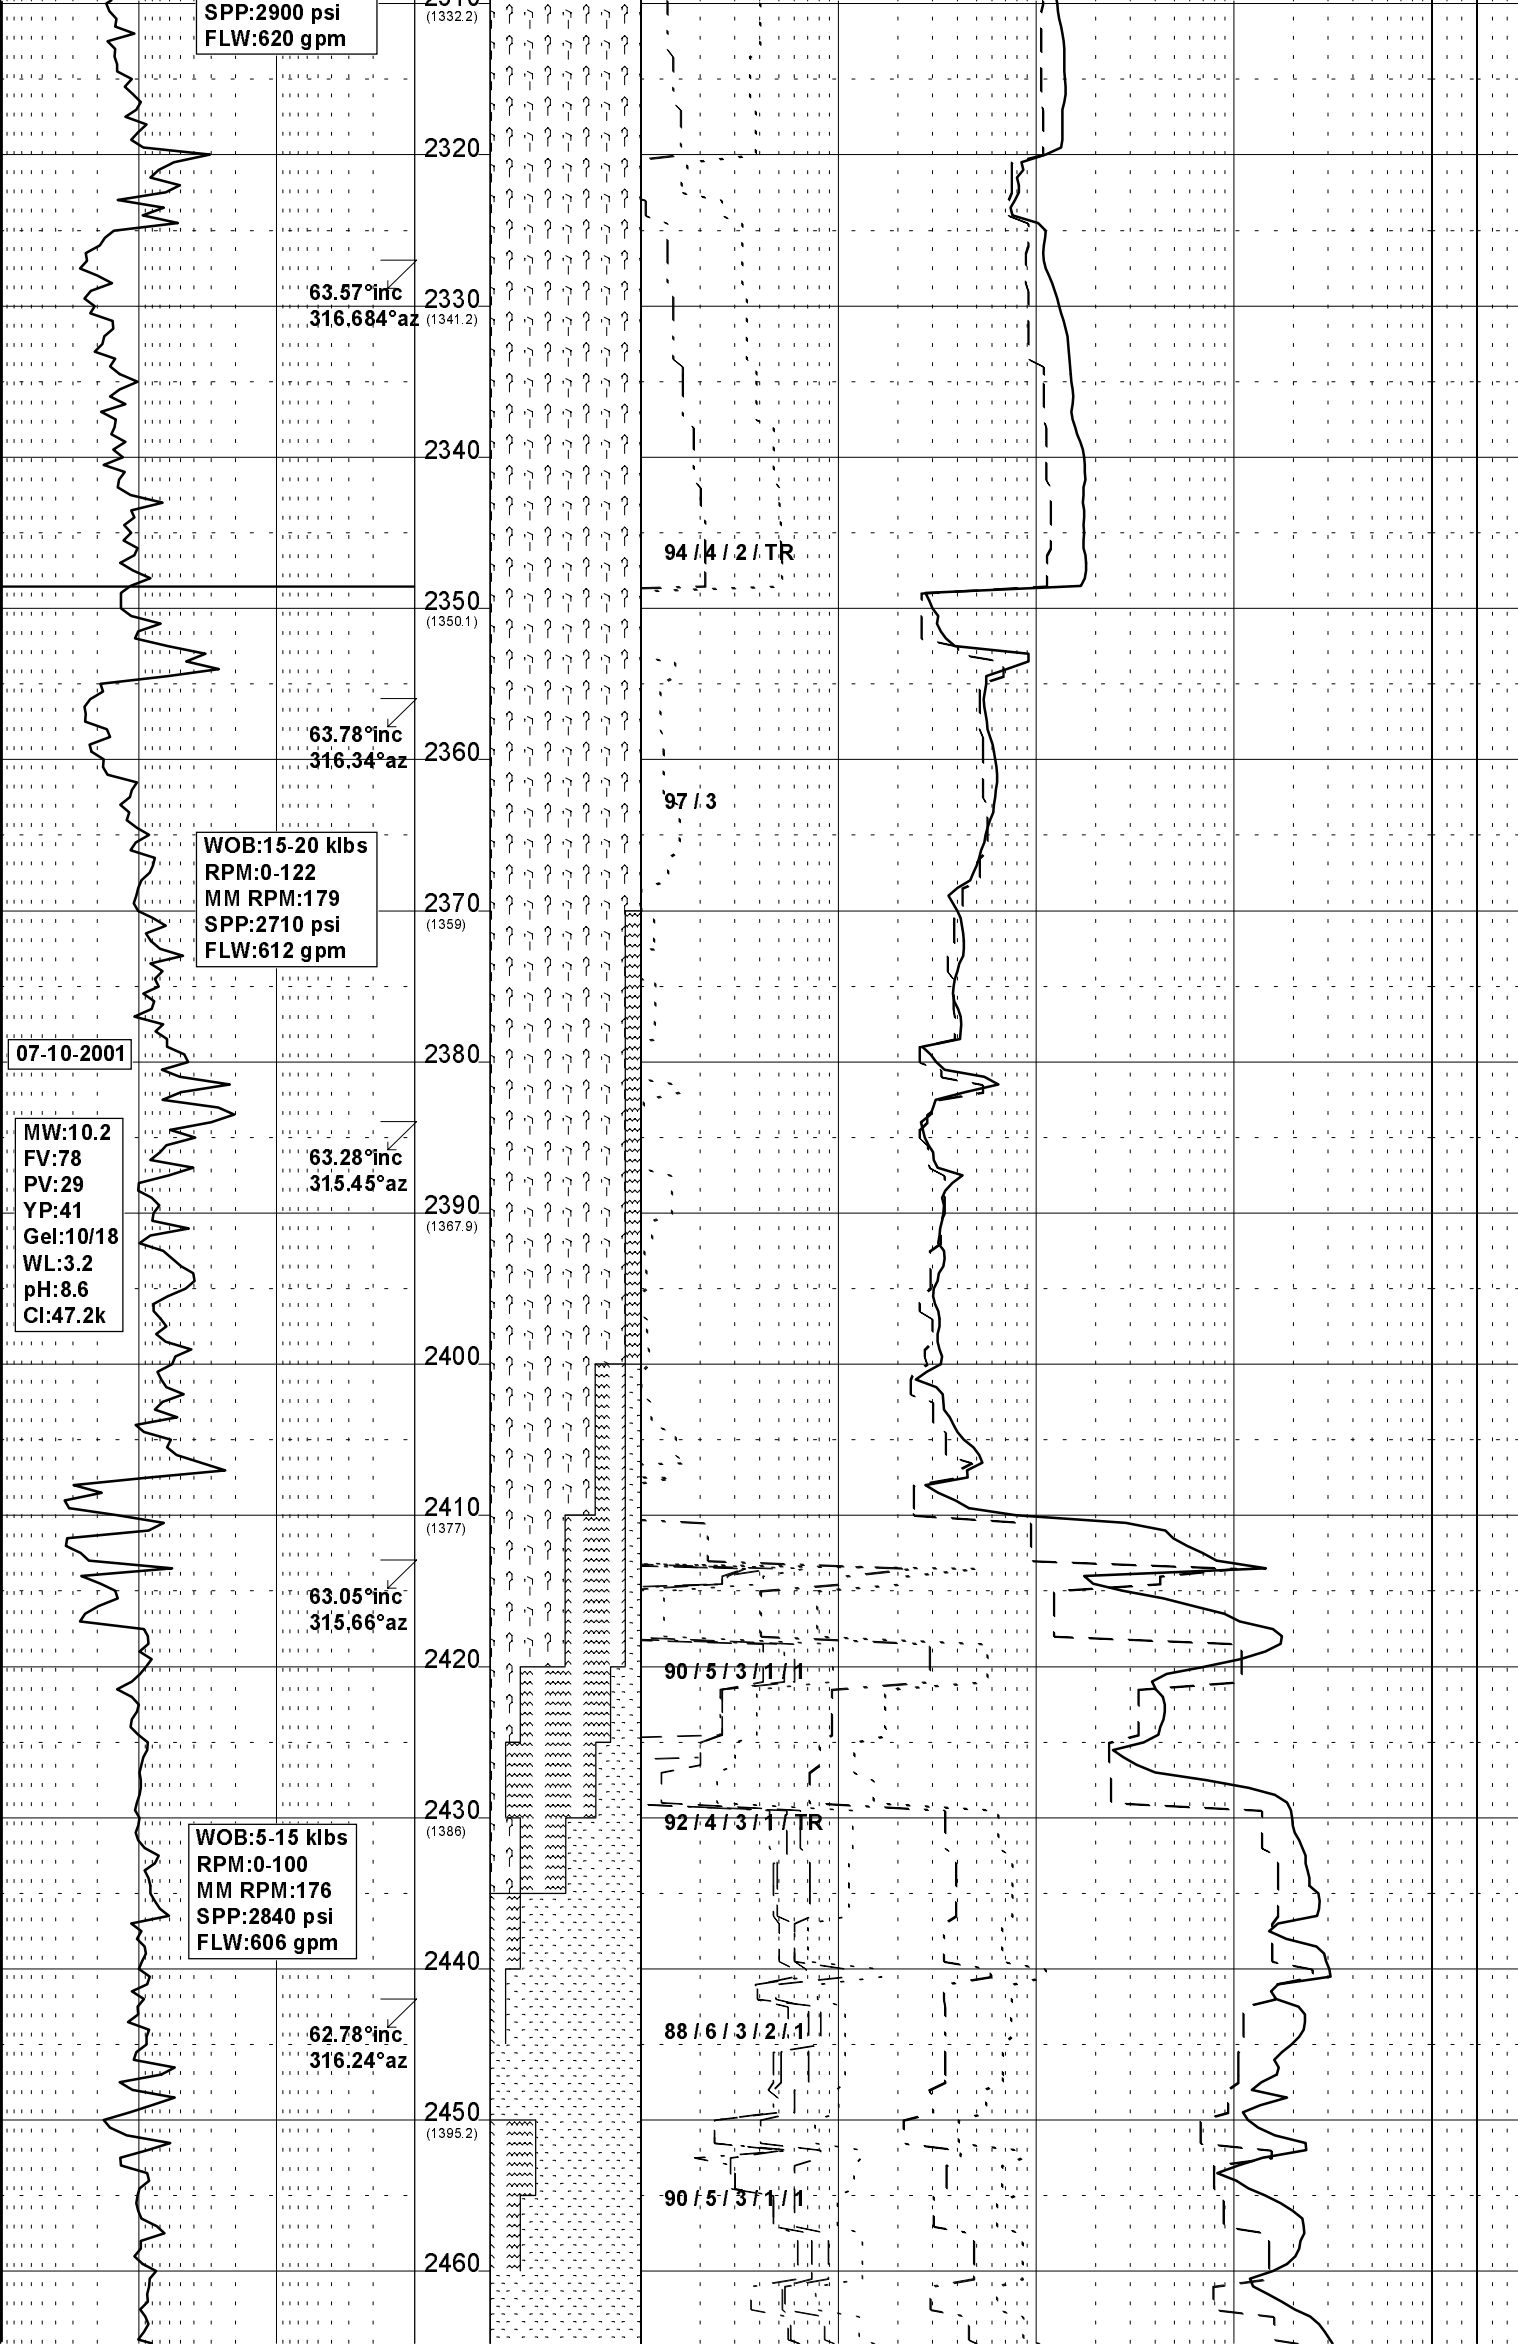 SPP:2900 psi
FLW:620 gpm
(1332.2)
2320
63.57°inc
316.684°az
2330
(1341.2)
2340
94 / 4 / 2 / TR
2350
(1350.1)
63.78°inc
316.34°az
2360
97 / 3
WOB:15-20 klbs
RPM:0-122
MM RPM:179
SPP:2710 psi
FLW:612 gpm
2370
(1359)
07-10-2001
2380
MW:10.2
FV:78
PV:29
YP:41
Gel:10/18
WL:3.2
pH:8.6
Cl:47.2k
63.28°inc
315.45°az
2390
(1367.9)
2400
2410
(1377)
63.05°inc
315.66°az
2420
90 / 5 / 3 / 1 / 1
2430
(1386)
92 / 4 / 3 / 1 / TR
WOB:5-15 klbs
RPM:0-100
MM RPM:176
SPP:2840 psi
FLW:606 gpm
2440
62.78°inc
316.24°az
88 / 6 / 3 / 2 / 1
2450
(1395.2)
90 / 5 / 3 / 1 / 1
2460